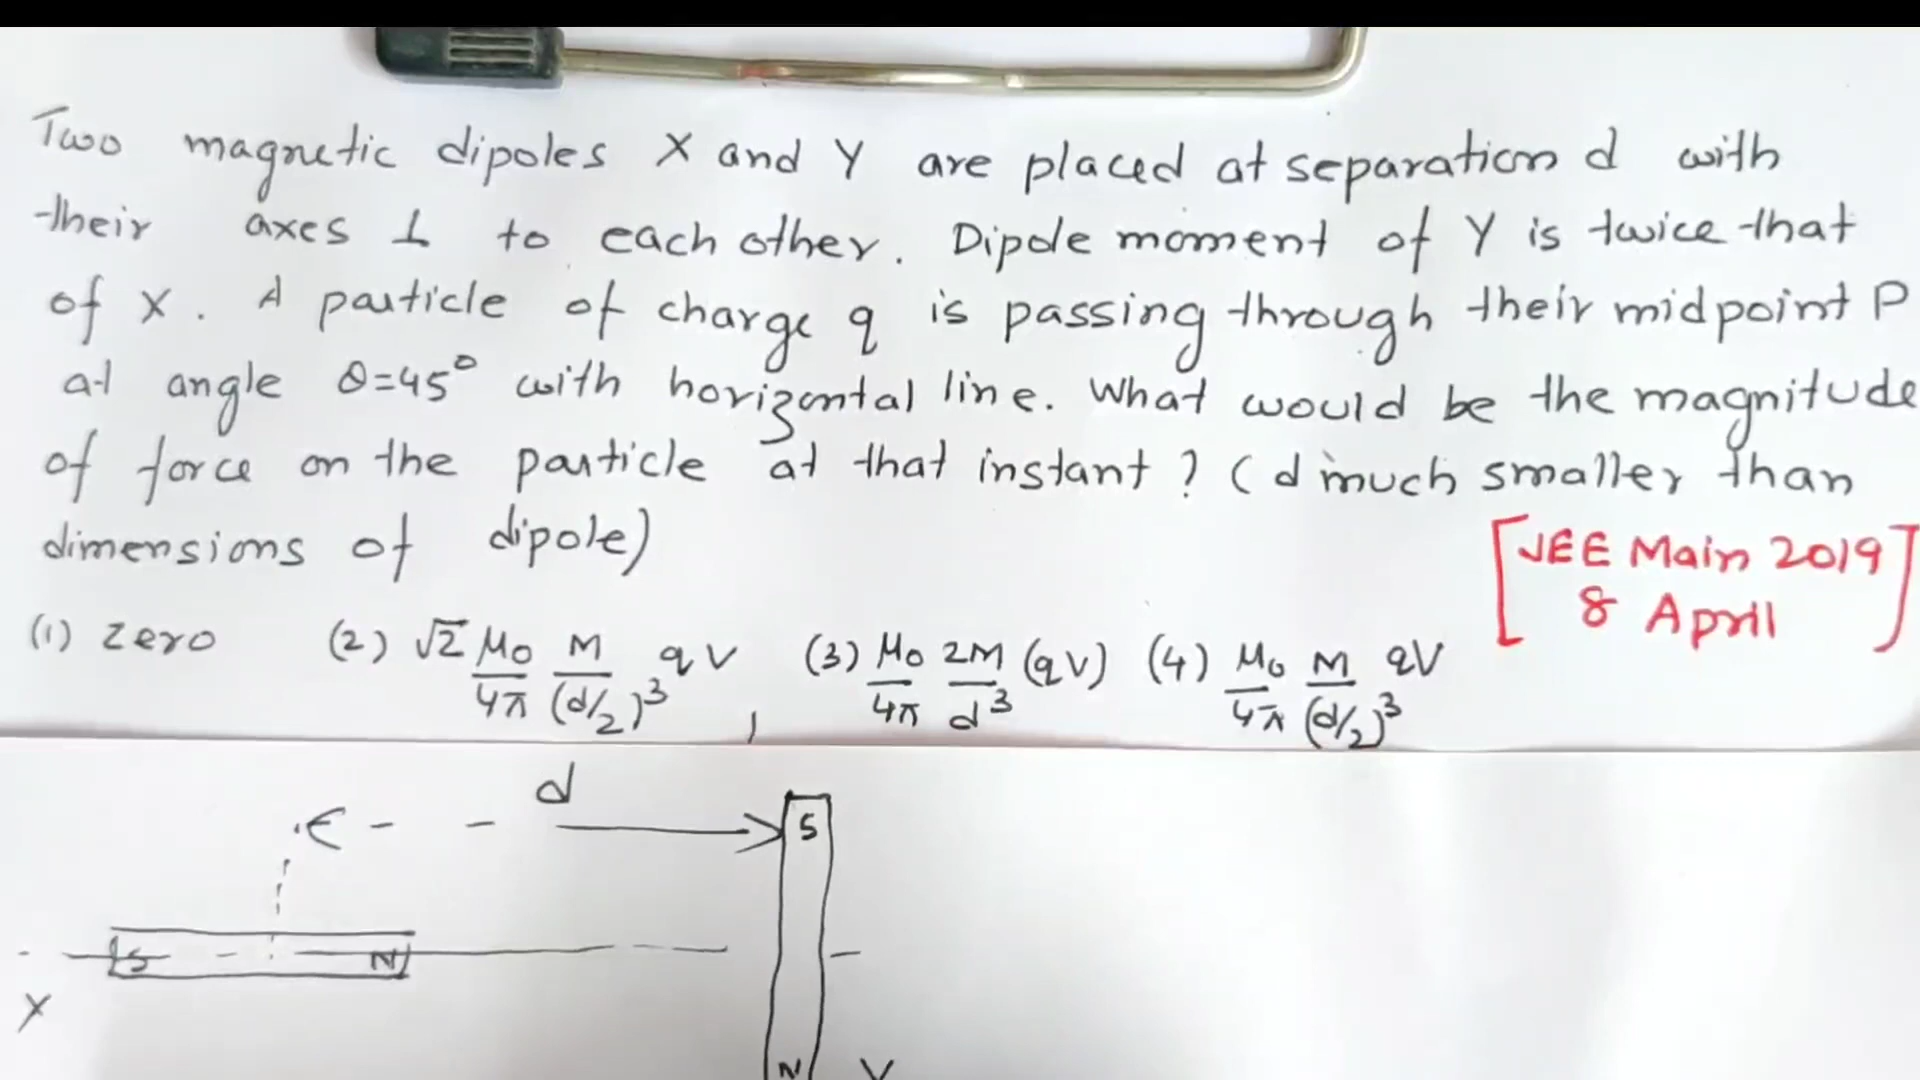 Two magnetic dipoles X and Y are placed at separation d with
their axes ⊥ to each other. Dipole moment of Y is twice that
of X. A particle of charge q is passing through their midpoint P
at angle θ=45° with horizontal line. What would be the magnitude
of force on the particle at that instant? (d much smaller than
dimensions of dipole)
[JEE Main 2019
8 April]
(1) zero (2) √2 μ₀/4π M/(d/2)³ qV , (3) μ₀/4π 2M/d³ (qV) (4) μ₀/4π M/(d/2)³ qV
d
S
S N
X
N Y